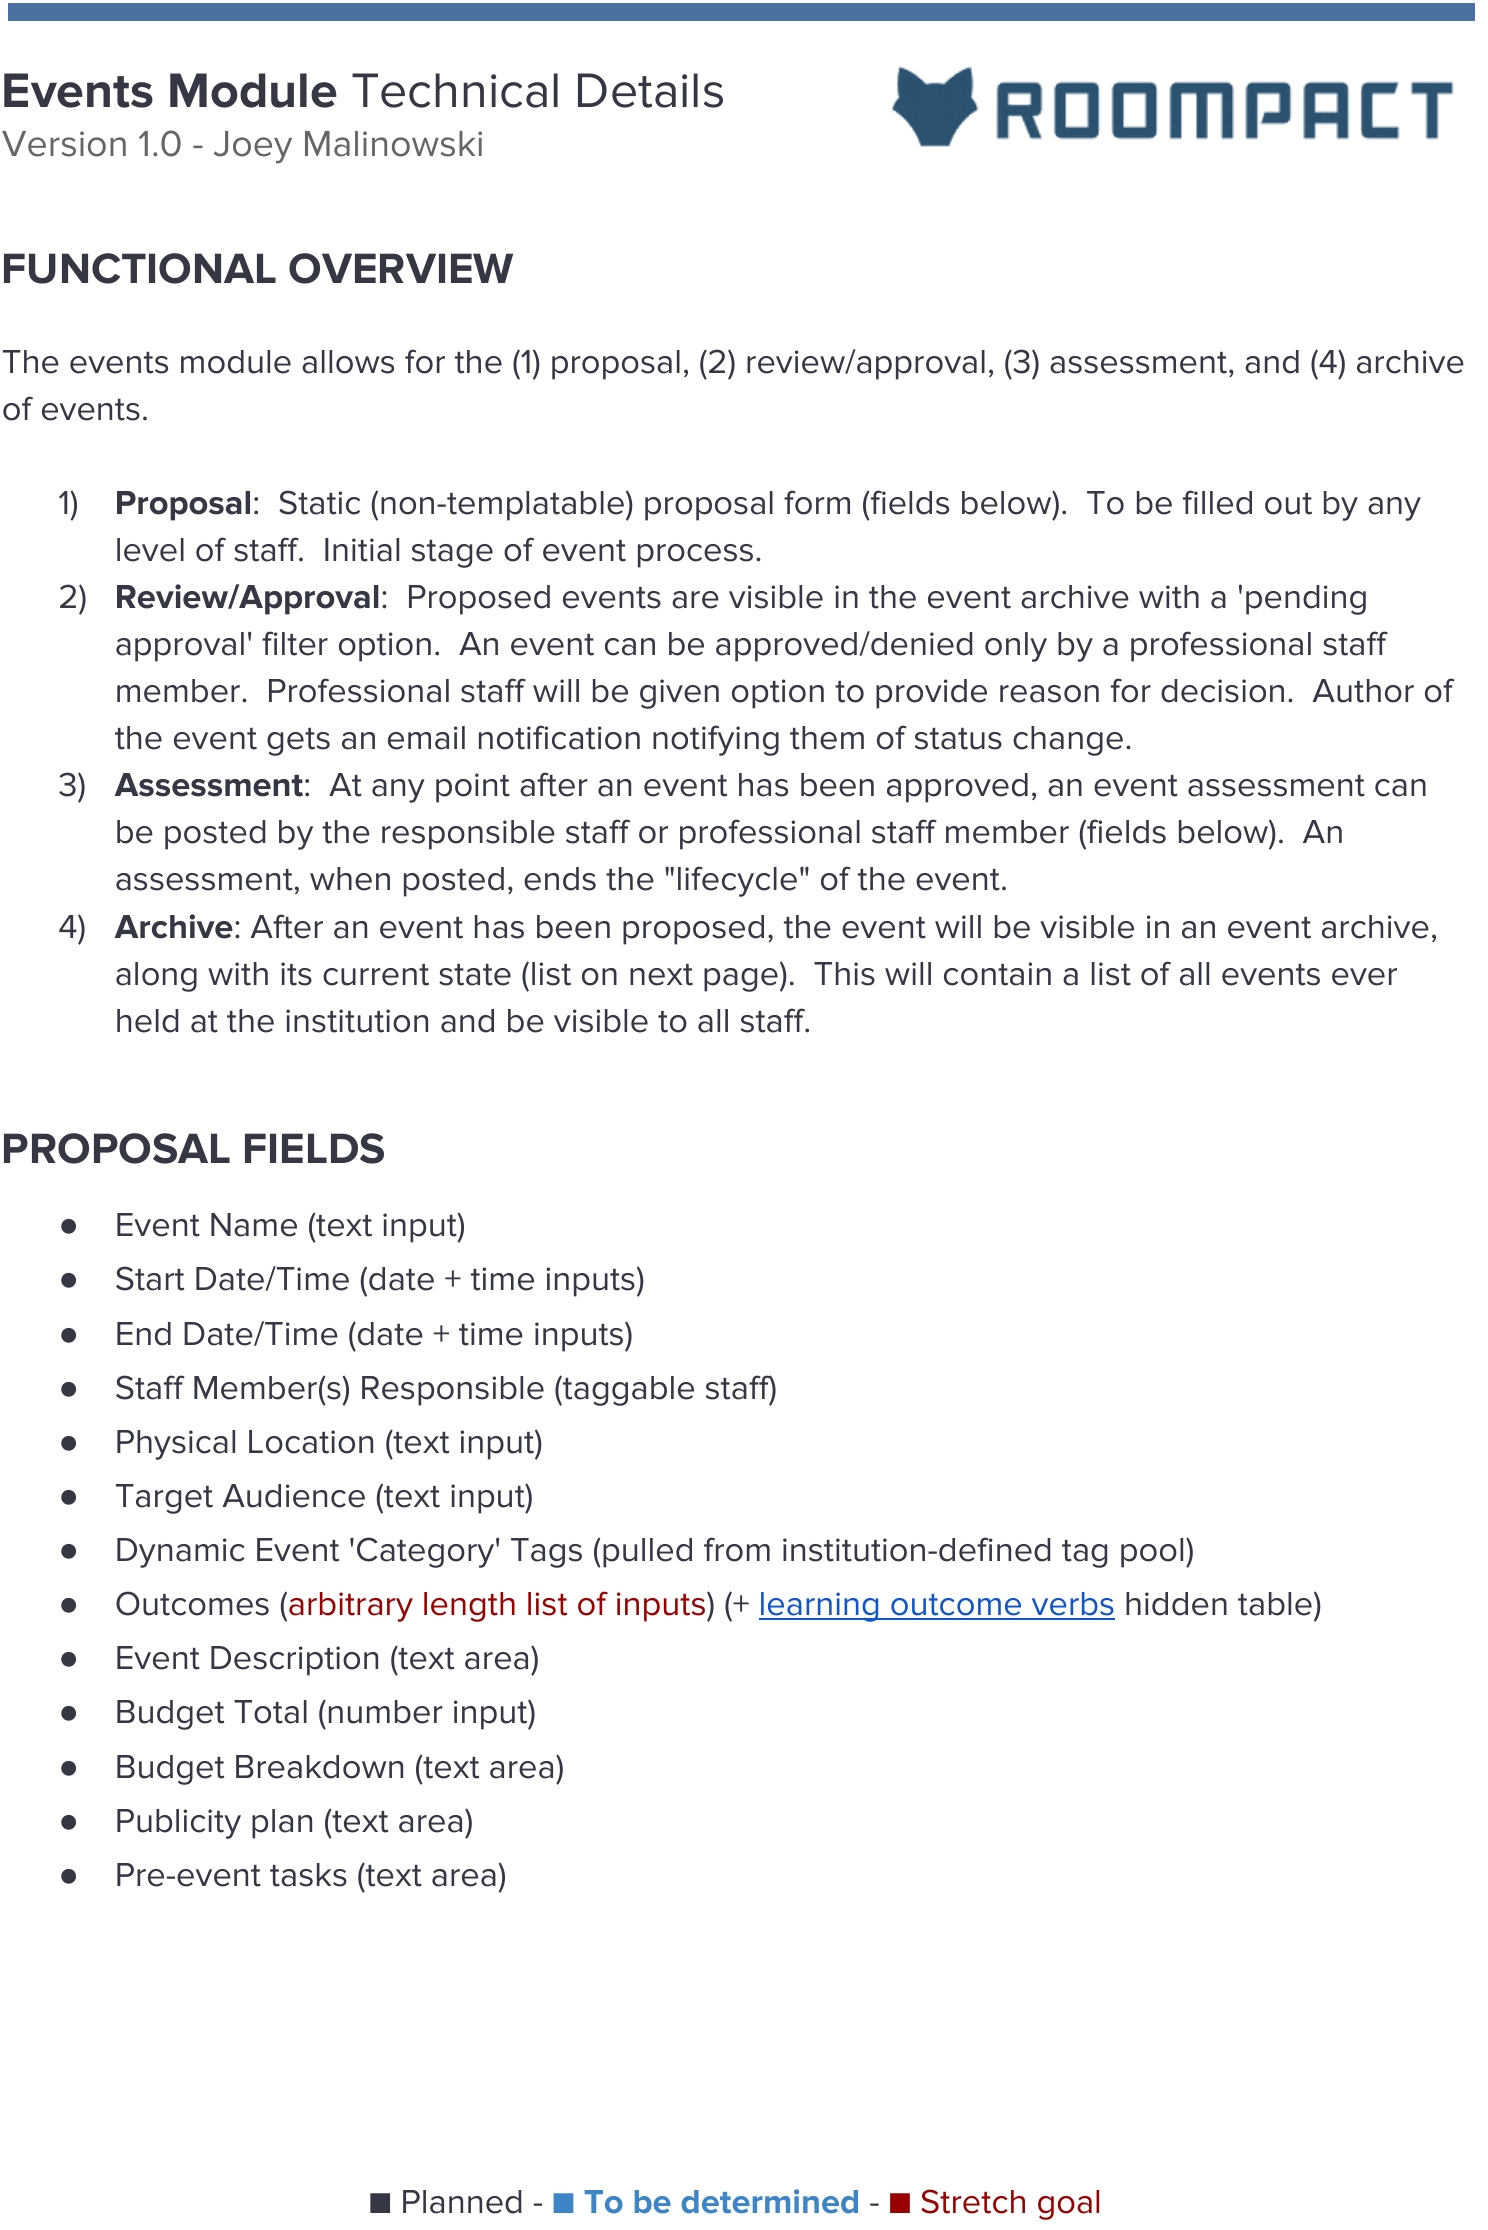 Events Module Technical Details
ROOMPACT
Version 1.0 - Joey Malinowski
FUNCTIONAL OVERVIEW
The events module allows for the (1) proposal, (2) review/approval, (3) assessment, and (4) archive
of events.
1) Proposal:  Static (non-templatable) proposal form (fields below).  To be filled out by any
level of staff.  Initial stage of event process.
2) Review/Approval:  Proposed events are visible in the event archive with a 'pending
approval' filter option.  An event can be approved/denied only by a professional staff
member.  Professional staff will be given option to provide reason for decision.  Author of
the event gets an email notification notifying them of status change.
3) Assessment:  At any point after an event has been approved, an event assessment can
be posted by the responsible staff or professional staff member (fields below).  An
assessment, when posted, ends the "lifecycle" of the event.
4) Archive: After an event has been proposed, the event will be visible in an event archive,
along with its current state (list on next page).  This will contain a list of all events ever
held at the institution and be visible to all staff.
PROPOSAL FIELDS
● Event Name (text input)
● Start Date/Time (date + time inputs)
● End Date/Time (date + time inputs)
● Staff Member(s) Responsible (taggable staff)
● Physical Location (text input)
● Target Audience (text input)
● Dynamic Event 'Category' Tags (pulled from institution-defined tag pool)
● Outcomes (arbitrary length list of inputs) (+ learning outcome verbs hidden table)
● Event Description (text area)
● Budget Total (number input)
● Budget Breakdown (text area)
● Publicity plan (text area)
● Pre-event tasks (text area)
■ Planned - ■ To be determined - ■ Stretch goal